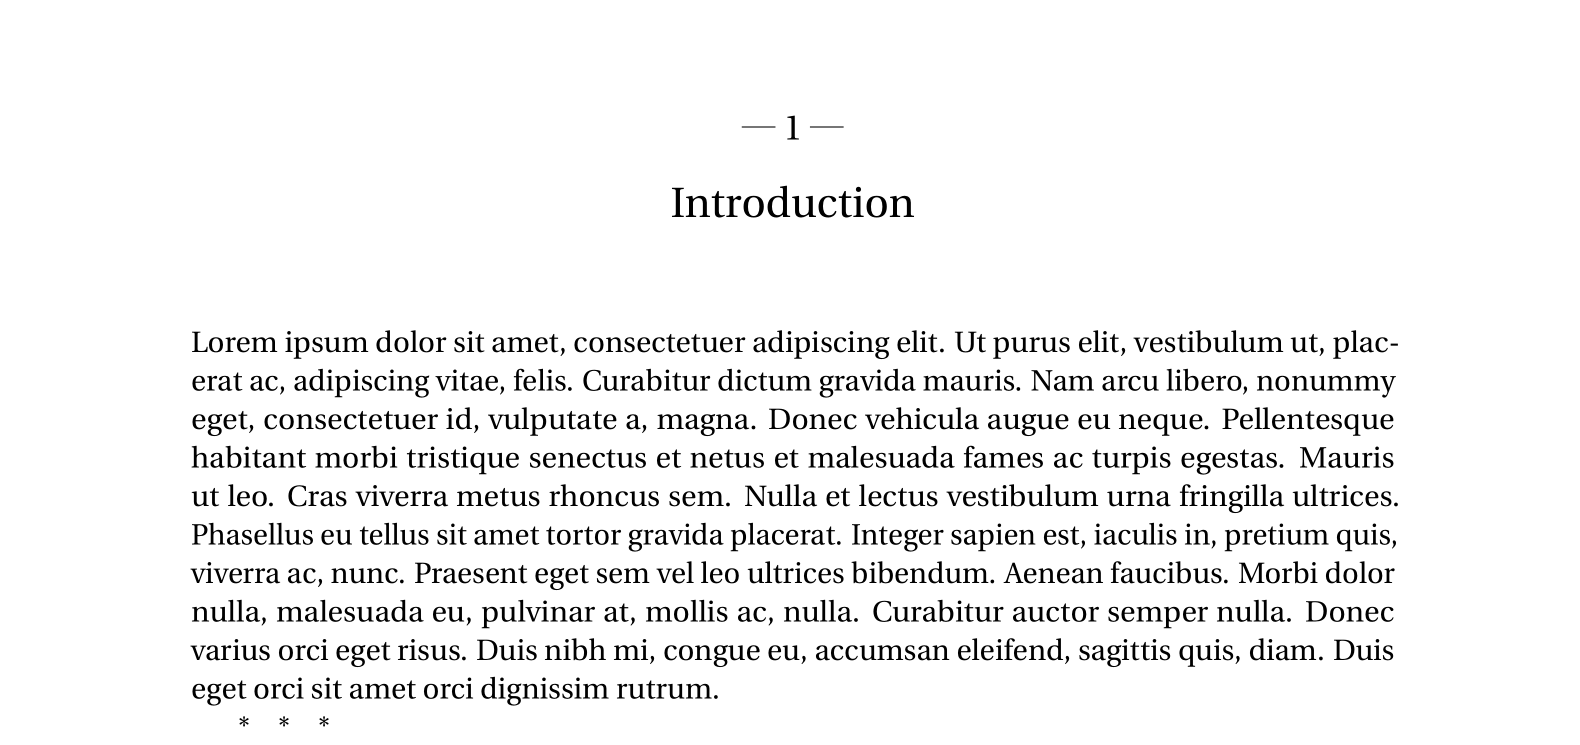 — 1 —
Introduction
Lorem ipsum dolor sit amet, consectetuer adipiscing elit. Ut purus elit, vestibulum ut, plac-
erat ac, adipiscing vitae, felis. Curabitur dictum gravida mauris. Nam arcu libero, nonummy
eget, consectetuer id, vulputate a, magna. Donec vehicula augue eu neque. Pellentesque
habitant morbi tristique senectus et netus et malesuada fames ac turpis egestas. Mauris
ut leo. Cras viverra metus rhoncus sem. Nulla et lectus vestibulum urna fringilla ultrices.
Phasellus eu tellus sit amet tortor gravida placerat. Integer sapien est, iaculis in, pretium quis,
viverra ac, nunc. Praesent eget sem vel leo ultrices bibendum. Aenean faucibus. Morbi dolor
nulla, malesuada eu, pulvinar at, mollis ac, nulla. Curabitur auctor semper nulla. Donec
varius orci eget risus. Duis nibh mi, congue eu, accumsan eleifend, sagittis quis, diam. Duis
eget orci sit amet orci dignissim rutrum.
* * *